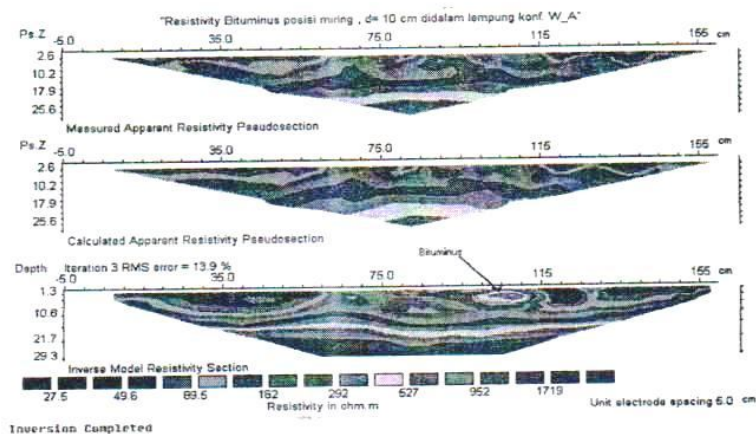 "Resistivity Bituminus posisi miring , d= 10 cm didalam lempung konf. W_A"
Ps.Z -5.0 35.0 75.0 115 155 cm
2.6
10.2
17.9
25.6
Measured Apparent Resistivity Pseudosection
Ps.Z -5.0 35.0 75.0 115 155 cm
2.6
10.2
17.9
25.6
Calculated Apparent Resistivity Pseudosection
Bituminus
Depth Iteration 3 RMS error = 13.9 %
-5.0 35.0 75.0 115 155 cm
1.3
10.6
21.7
29.3
Inverse Model Resistivity Section
27.5 49.6 89.5 162 292 527 952 1719
Resistivity in ohm.m
Unit electrode spacing 5.0 cm
Inversion Completed